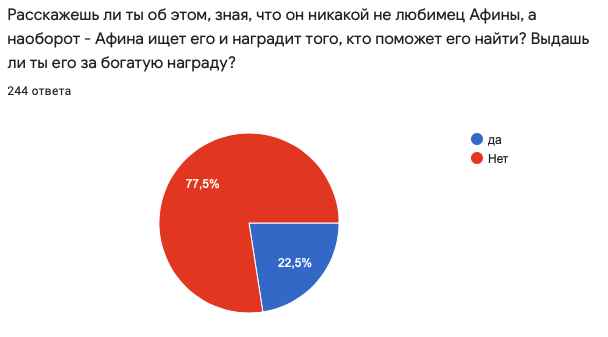 Расскажешь ли ты об этом, зная, что он никакой не любимец Афины, а
наоборот - Афина ищет его и наградит того, кто поможет его найти? Выдашь
ли ты его за богатую награду?
244 ответа
да
Нет
77,5%
22,5%